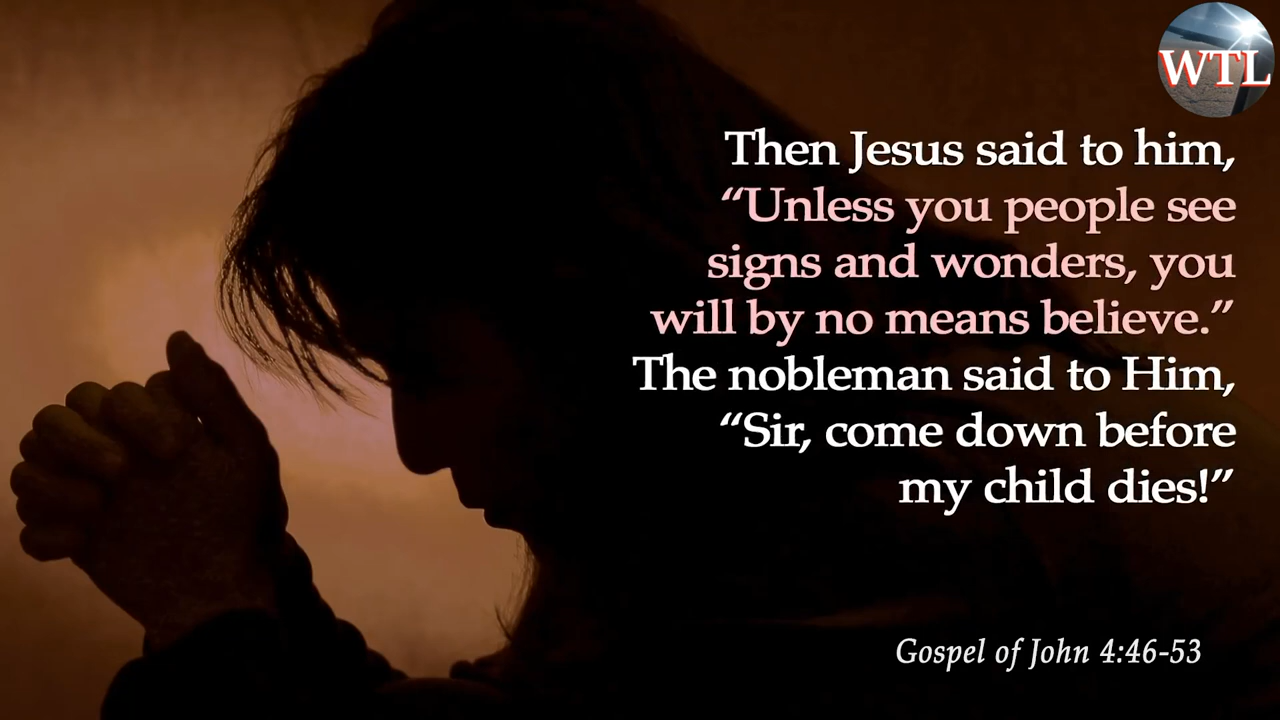 WTL
Then Jesus said to him,
“Unless you people see
signs and wonders, you
will by no means believe.”
The nobleman said to Him,
“Sir, come down before
my child dies!”
Gospel of John 4:46-53